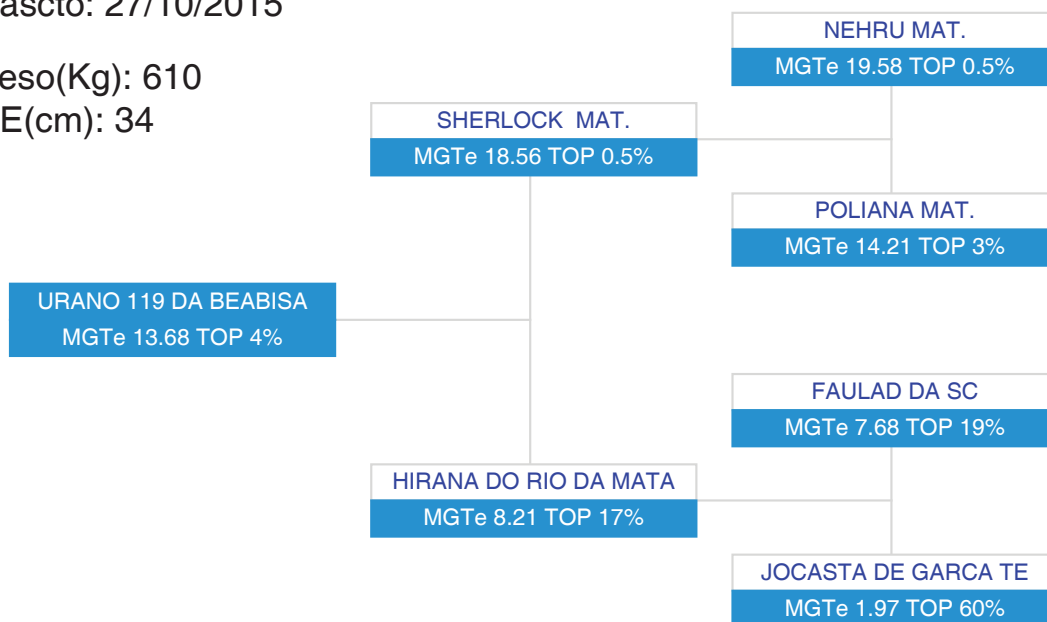 ascto: 27/10/2015
eso(Kg): 610
E(cm): 34
NEHRU MAT.
MGTe 19.58 TOP 0.5%
SHERLOCK MAT.
MGTe 18.56 TOP 0.5%
POLIANA MAT.
MGTe 14.21 TOP 3%
URANO 119 DA BEABISA
MGTe 13.68 TOP 4%
FAULAD DA SC
MGTe 7.68 TOP 19%
HIRANA DO RIO DA MATA
MGTe 8.21 TOP 17%
JOCASTA DE GARCA TE
MGTe 1.97 TOP 60%